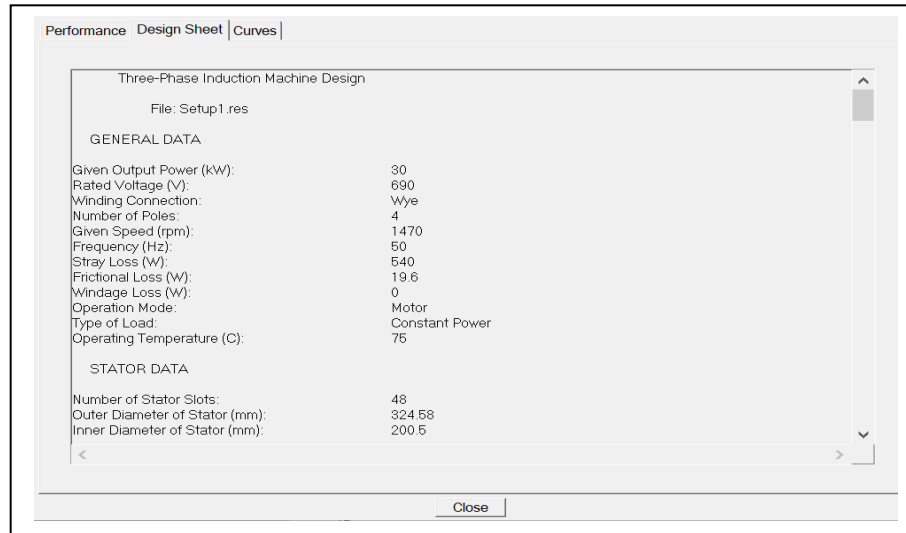 Performance Design Sheet Curves
Three-Phase Induction Machine Design
File: Setup1.res
GENERAL DATA
Given Output Power (kW): 30
Rated Voltage (V): 690
Winding Connection: Wye
Number of Poles: 4
Given Speed (rpm): 1470
Frequency (Hz): 50
Stray Loss (W): 540
Frictional Loss (W): 19.6
Windage Loss (W): 0
Operation Mode: Motor
Type of Load: Constant Power
Operating Temperature (C): 75
STATOR DATA
Number of Stator Slots: 48
Outer Diameter of Stator (mm): 324.58
Inner Diameter of Stator (mm): 200.5
Close